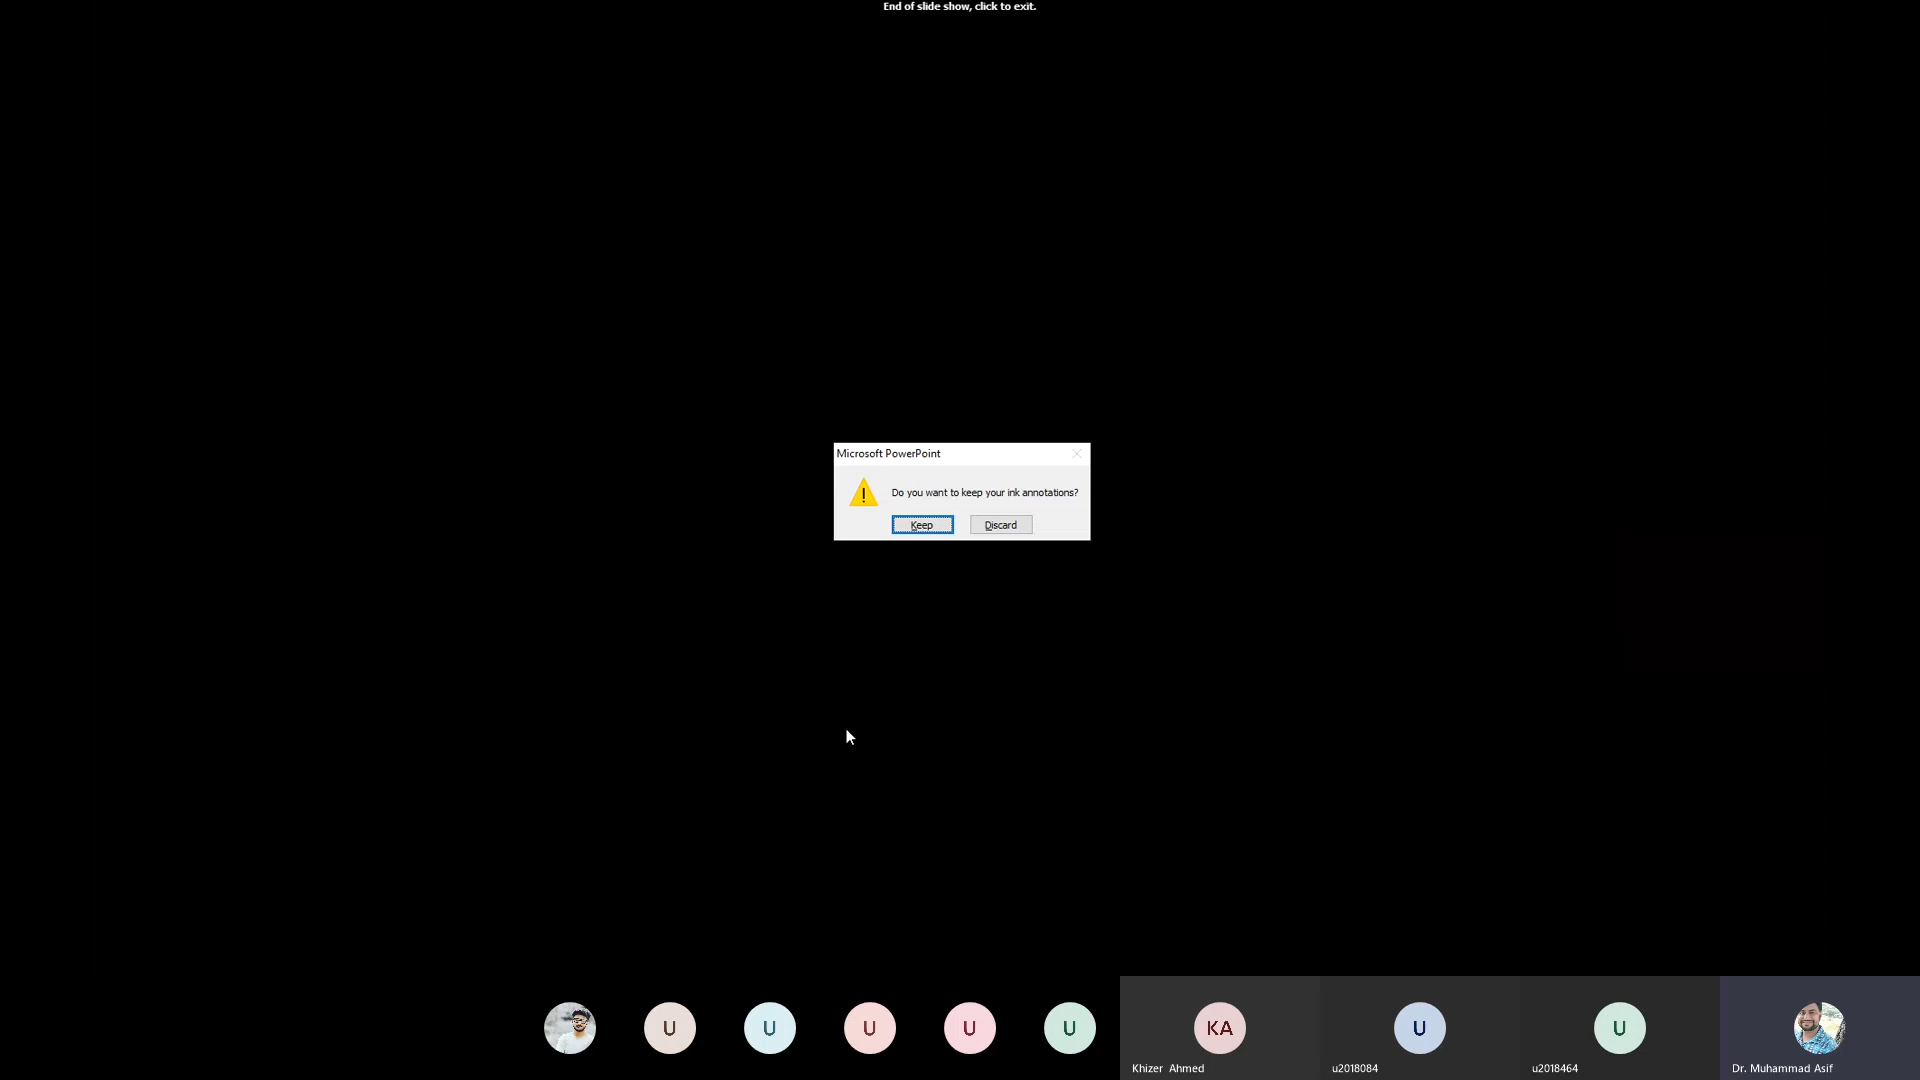 End of slide show, click to exit.
Microsoft PowerPoint
Do you want to keep your ink annotations?
Keep
Discard
U
U
U
U
U
KA
U
U
Khizer Ahmed
u2018084
u2018464
Dr. Muhammad Asif